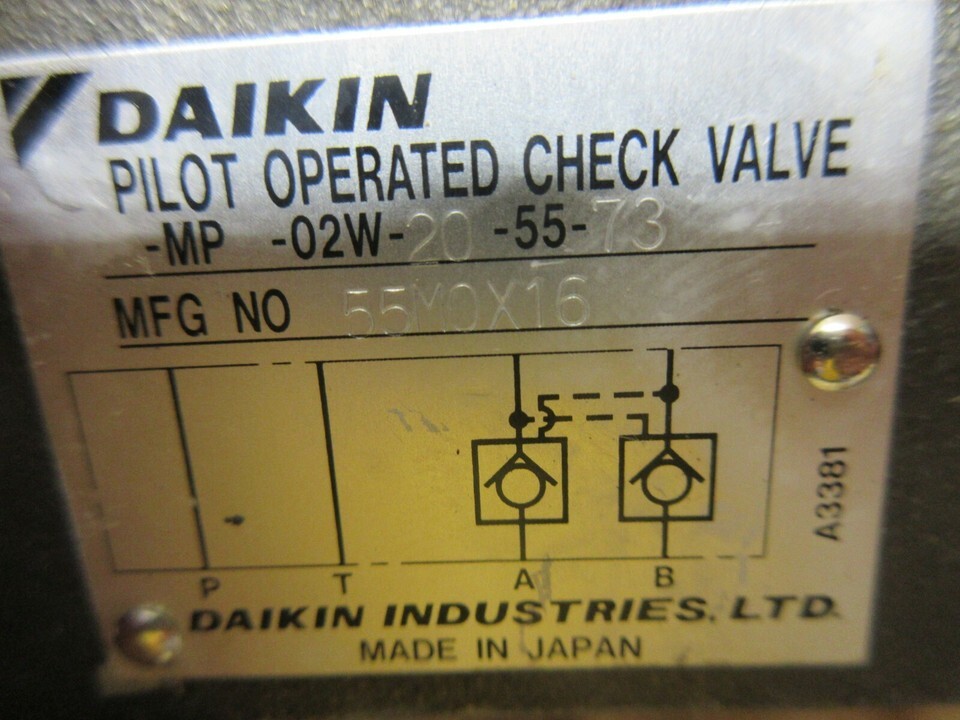 DAIKIN
PILOT OPERATED CHECK VALVE
-MP -02W-20 -55-73
MFG NO 55MOX16
P T A B
A3381
DAIKIN INDUSTRIES, LTD.
MADE IN JAPAN